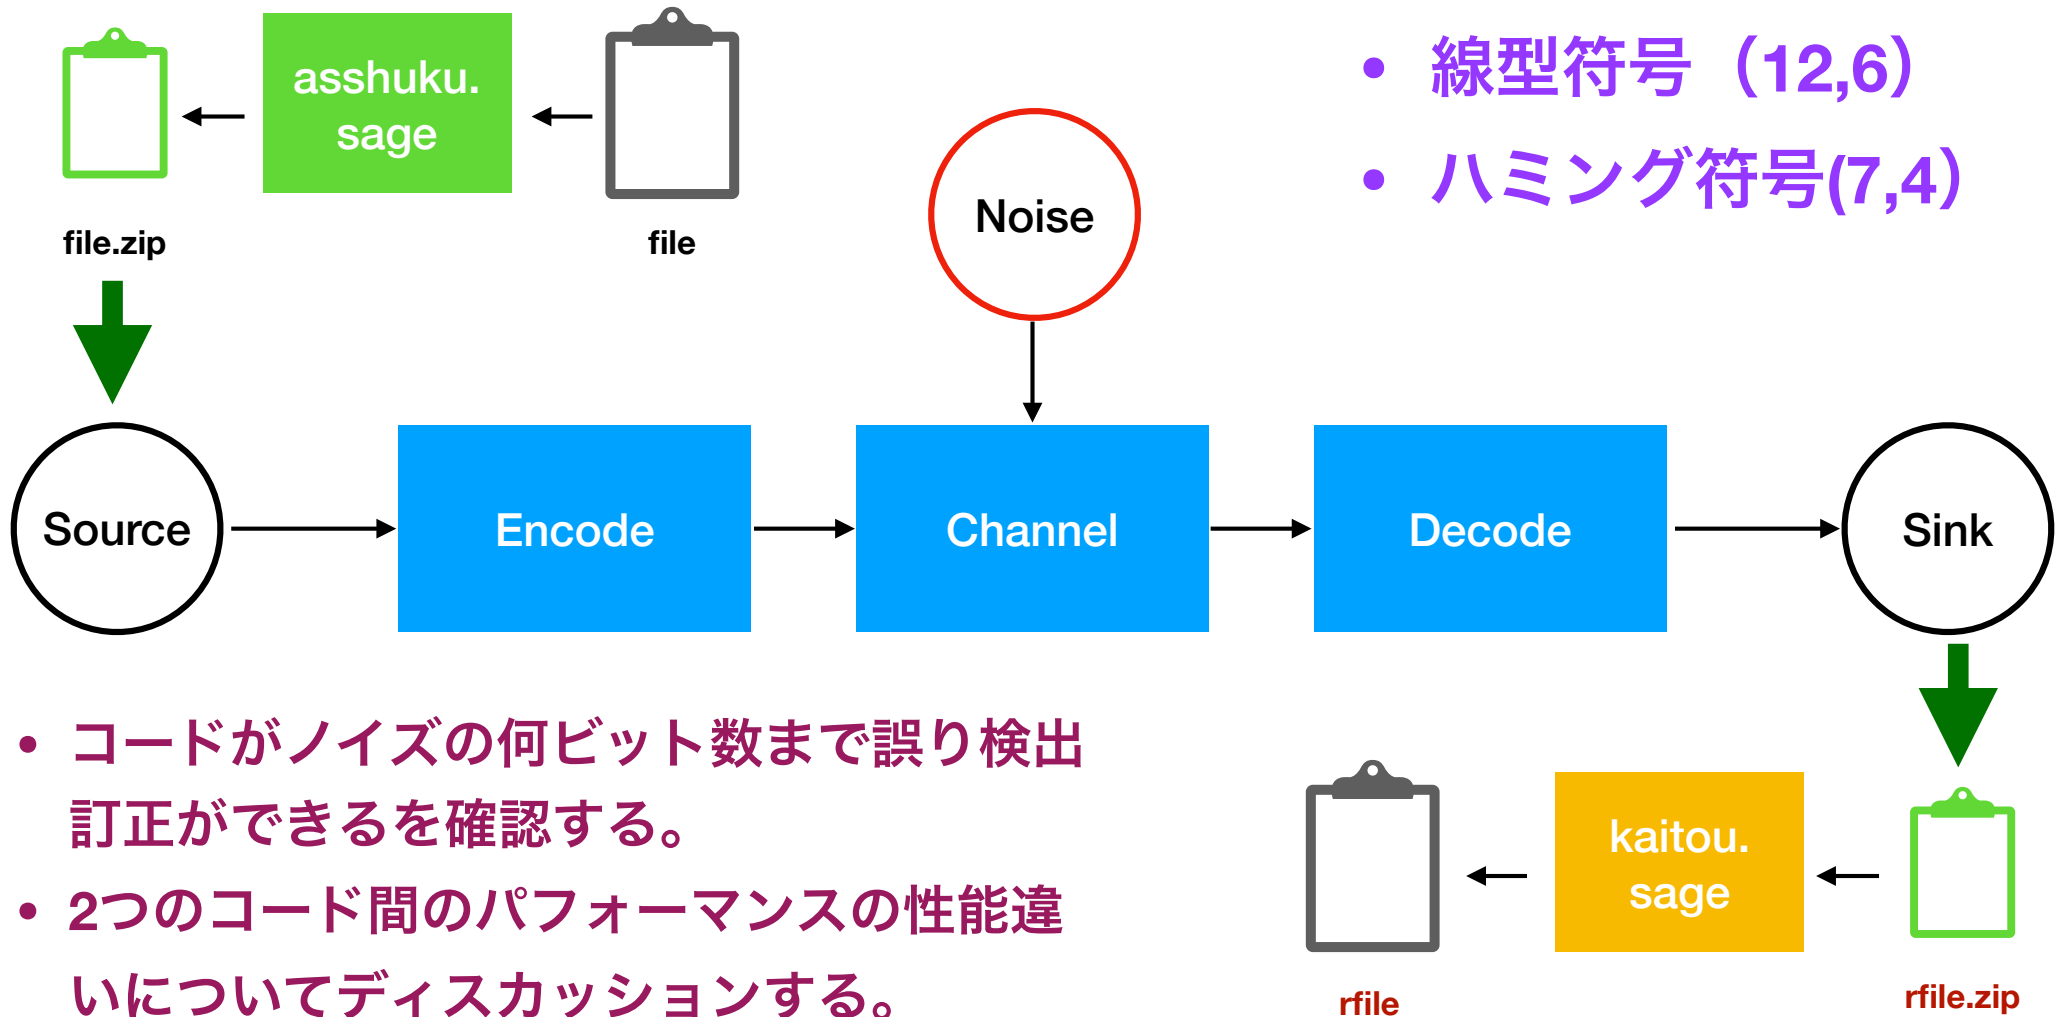 asshuku.
sage
file.zip
file
Noise
• 線型符号（12,6）
• ハミング符号(7,4）
Source
Encode
Channel
Decode
Sink
• コードがノイズの何ビット数まで誤り検出
訂正ができるを確認する。
• 2つのコード間のパフォーマンスの性能違
いについてディスカッションする。
kaitou.
sage
rfile
rfile.zip